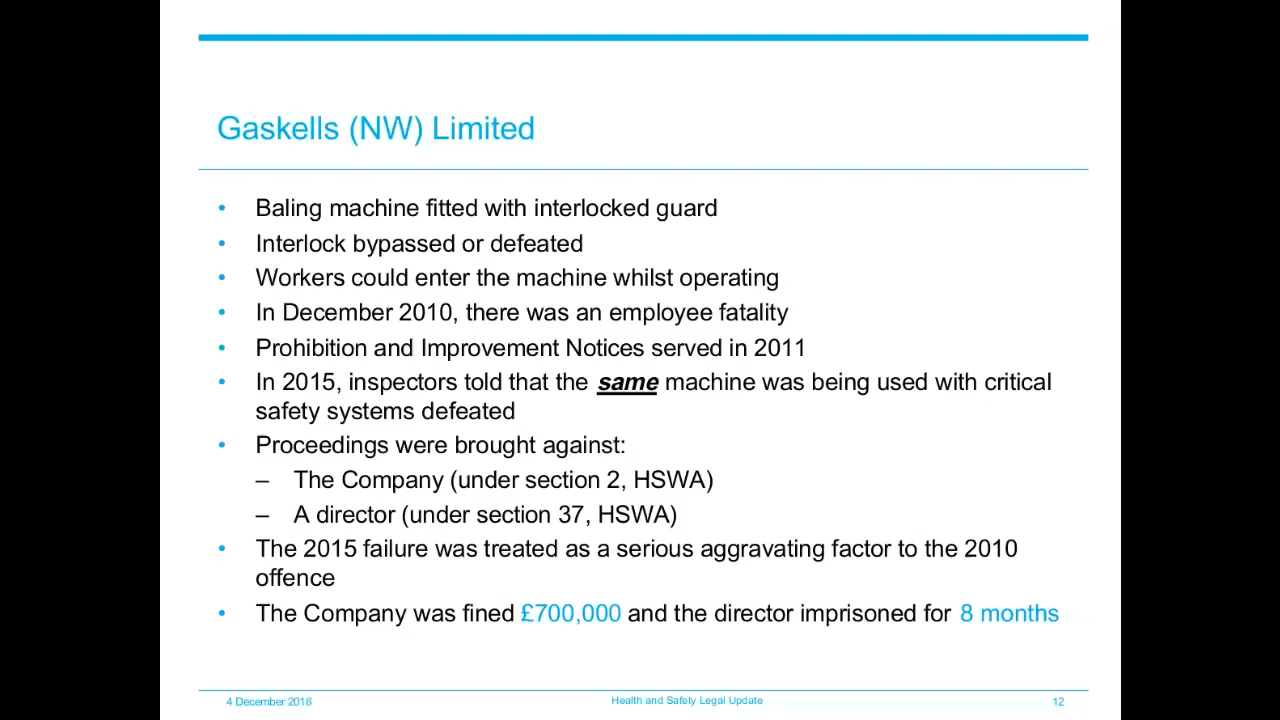 Gaskells (NW) Limited
• Baling machine fitted with interlocked guard
• Interlock bypassed or defeated
• Workers could enter the machine whilst operating
• In December 2010, there was an employee fatality
• Prohibition and Improvement Notices served in 2011
• In 2015, inspectors told that the same machine was being used with critical
safety systems defeated
• Proceedings were brought against:
– The Company (under section 2, HSWA)
– A director (under section 37, HSWA)
• The 2015 failure was treated as a serious aggravating factor to the 2010
offence
• The Company was fined £700,000 and the director imprisoned for 8 months
4 December 2018 Health and Safety Legal Update 12